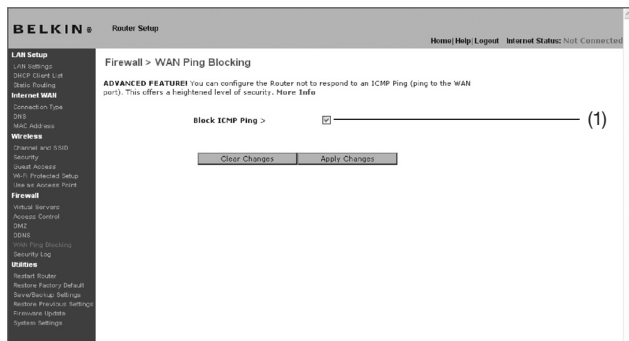 BELKIN®
Router Setup
Home|Help|Logout Internet Status: Not Connected
LAN Setup
LAN Settings
DHCP Client List
Static Routing
Internet WAN
Connection Type
DNS
MAC Address
Wireless
Channel and SSID
Security
Guest Access
Wi-Fi Protected Setup
Use as Access Point
Firewall
Virtual Servers
Access Control
DMZ
DDNS
WAN Ping Blocking
Security Log
Utilities
Restart Router
Restore Factory Default
Save/Backup Settings
Restore Previous Settings
Firmware Update
System Settings
Firewall > WAN Ping Blocking
ADVANCED FEATURE! You can configure the Router not to respond to an ICMP Ping (ping to the WAN
port). This offers a heightened level of security. More Info
Block ICMP Ping >
(1)
Clear Changes
Apply Changes